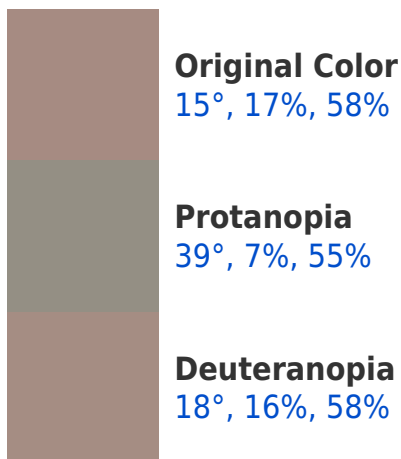 Original Color
15°, 17%, 58%
Protanopia
39°, 7%, 55%
Deuteranopia
18°, 16%, 58%